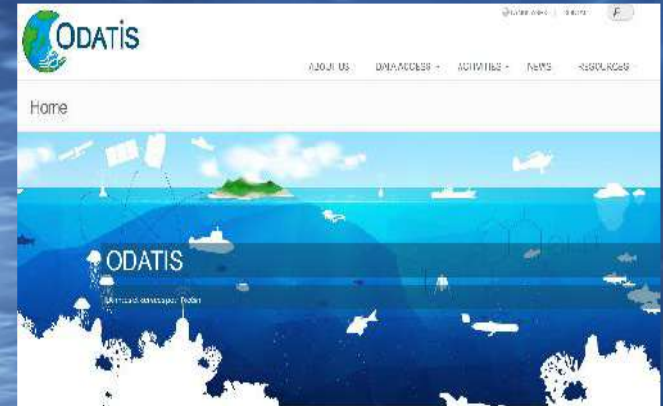 ODATIS
ABOUT US DATA ACCESS ACTIVITIES NEWS RESOURCES
Home
ODATIS